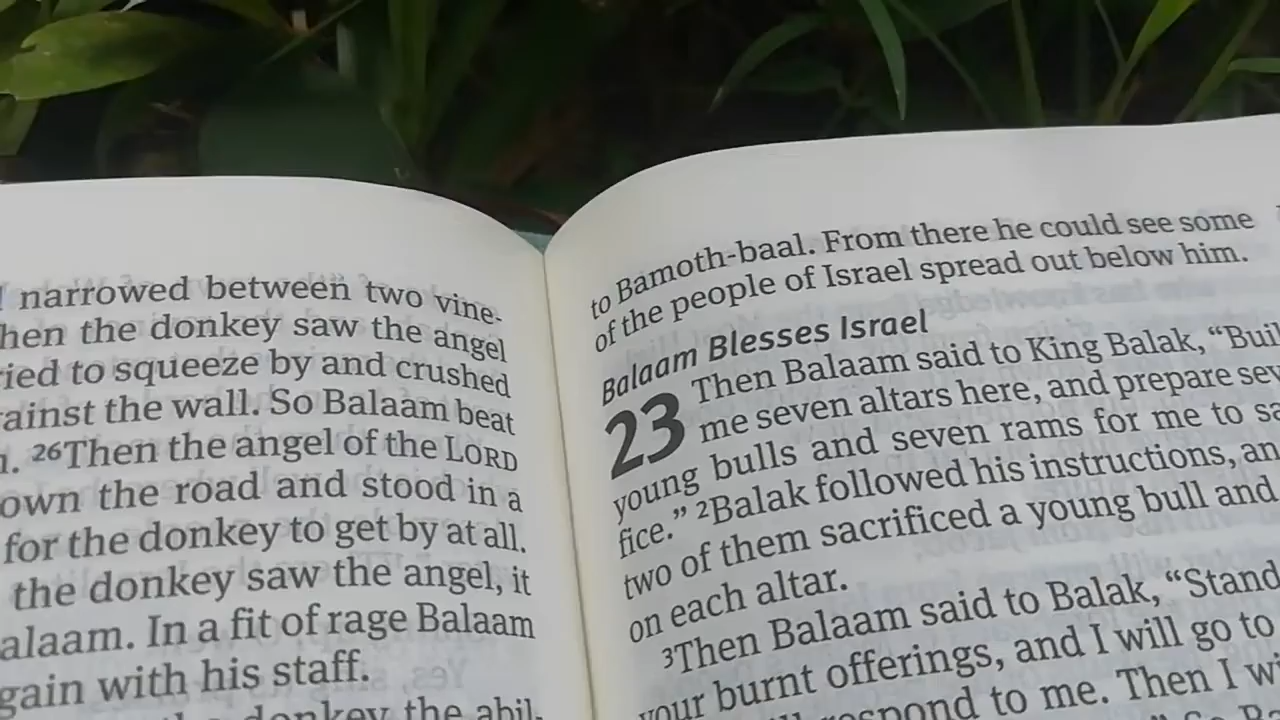 narrowed between two vine-
hen the donkey saw the angel
ried to squeeze by and crushed
ainst the wall. So Balaam beat
. 26Then the angel of the LORD
own the road and stood in a
for the donkey to get by at all.
the donkey saw the angel, it
alaam. In a fit of rage Balaam
gain with his staff.
donkey the abil-
to Bamoth-baal. From there he could see some
of the people of Israel spread out below him.
Balaam Blesses Israel
23 Then Balaam said to King Balak, “Buil
me seven altars here, and prepare sev
young bulls and seven rams for me to sa
fice.” 2Balak followed his instructions, an
two of them sacrificed a young bull and
on each altar.
3Then Balaam said to Balak, “Stand
your burnt offerings, and I will go to
respond to me. Then I wi